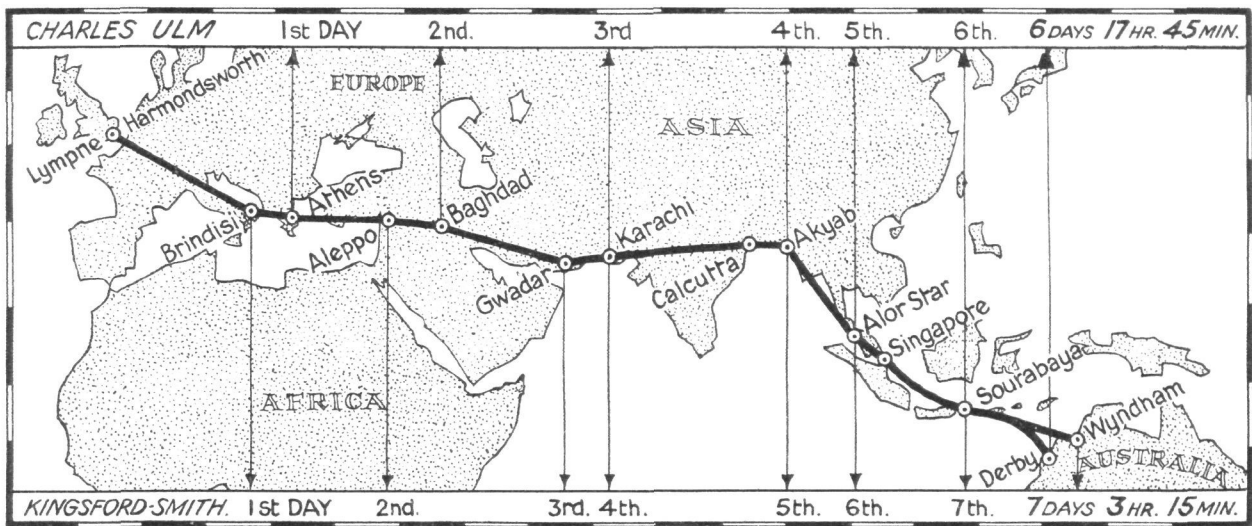 CHARLES ULM 1st DAY 2nd. 3rd 4th. 5th. 6th. 6 DAYS 17 HR. 45 MIN.
Harmondsworth
EUROPE
ASIA
Lympne
Athens
Baghdad
Brindisi
Aleppo
Karachi
Akyab
Gwadar
Calcutta
Alor Star
Singapore
Sourabaya
AFRICA
Wyndham
Derby
AUSTRALIA
KINGSFORD-SMITH. 1st DAY 2nd. 3rd. 4th. 5th 6th. 7th. 7 DAYS 3 HR. 15 MIN.